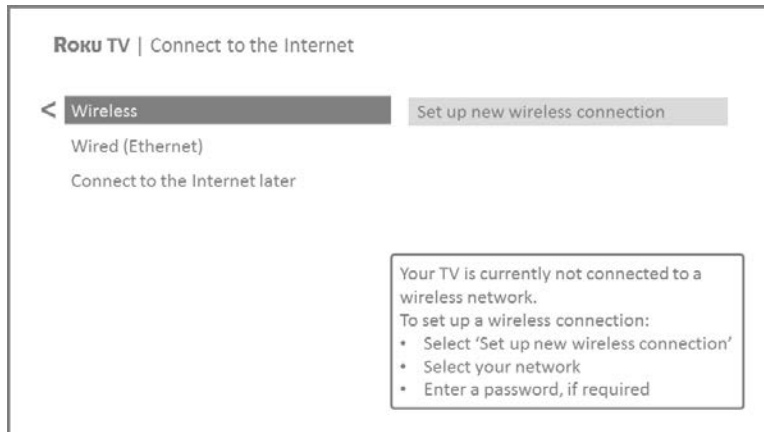 ROKU TV | Connect to the Internet
< Wireless
Set up new wireless connection
Wired (Ethernet)
Connect to the Internet later
Your TV is currently not connected to a
wireless network.
To set up a wireless connection:
• Select ‘Set up new wireless connection’
• Select your network
• Enter a password, if required